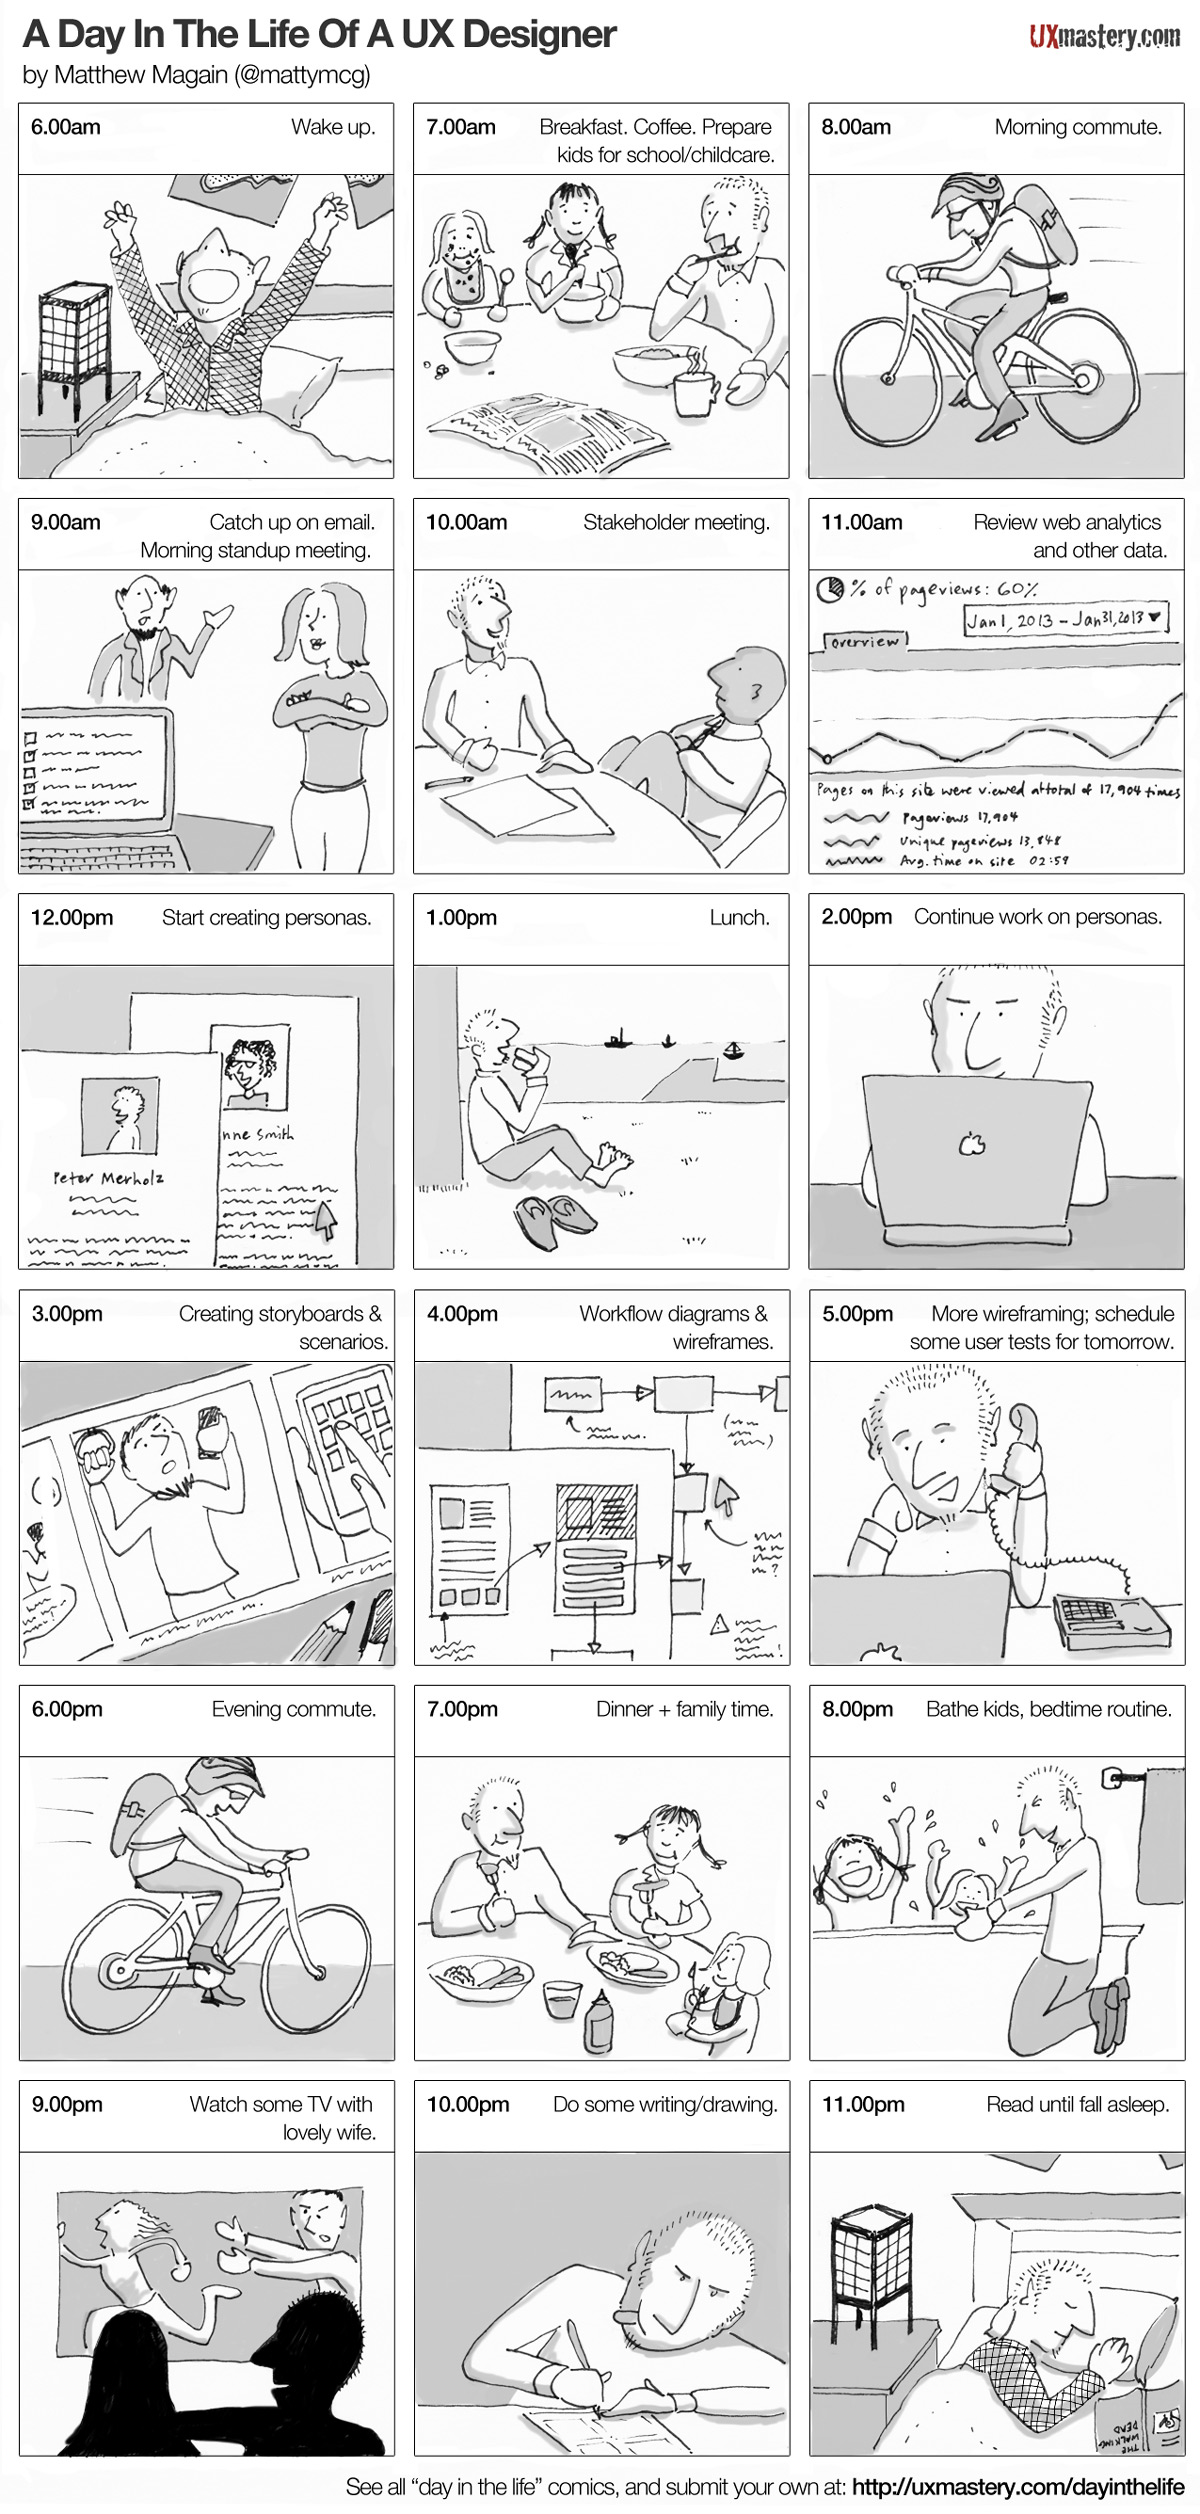 A Day In The Life Of A UX Designer
by Matthew Magain (@mattymcg)
UXmastery.com
6.00am
Wake up.
7.00am
Breakfast. Coffee. Prepare
kids for school/childcare.
8.00am
Morning commute.
9.00am
Catch up on email.
Morning standup meeting.
10.00am
Stakeholder meeting.
11.00am
Review web analytics
and other data.
% of pageviews: 60%
Jan 1, 2013 - Jan 31, 2013
overview
Pages on this site were viewed a total of 17,904 times
Pageviews 17,904
Unique pageviews 13,848
Avg. time on site 02:59
12.00pm
Start creating personas.
nne Smith
Peter Merholz
1.00pm
Lunch.
2.00pm
Continue work on personas.
3.00pm
Creating storyboards &
scenarios.
4.00pm
Workflow diagrams &
wireframes.
5.00pm
More wireframing; schedule
some user tests for tomorrow.
6.00pm
Evening commute.
7.00pm
Dinner + family time.
8.00pm
Bathe kids, bedtime routine.
9.00pm
Watch some TV with
lovely wife.
10.00pm
Do some writing/drawing.
11.00pm
Read until fall asleep.
THE
WALKING
DEAD
See all “day in the life” comics, and submit your own at: http://uxmastery.com/dayinthelife